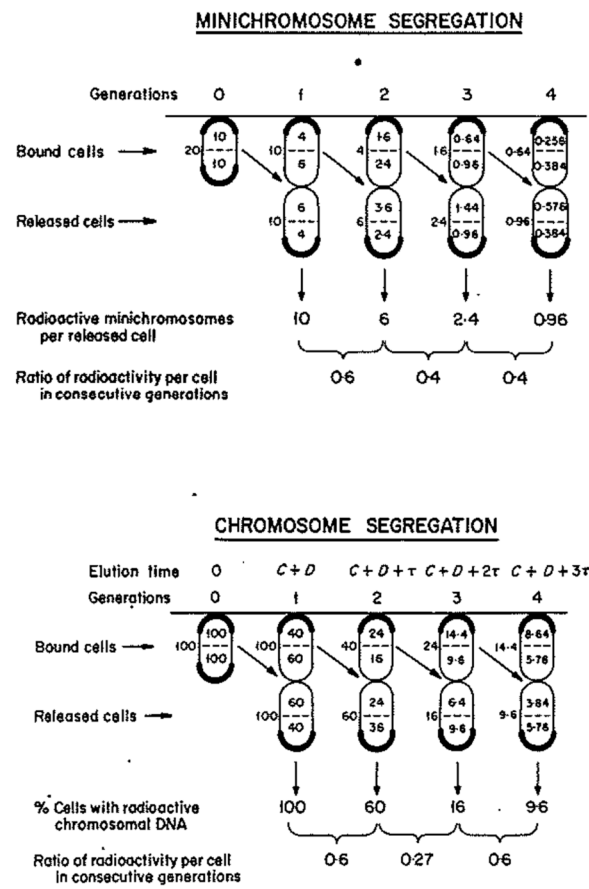 MINICHROMOSOME SEGREGATION
Generations 0 1 2 3 4
10 4 1·6 0·64 0·256
Bound cells 20 10 4 1·6 0·64
10 6 2·4 0·96 0·384
6 3·6 1·44 0·576
Released cells 10 6 2·4 0·96
4 2·4 0·96 0·384
Radioactive minichromosomes 10 6 2·4 0·96
per released cell
0·6 0·4 0·4
Ratio of radioactivity per cell
in consecutive generations
CHROMOSOME SEGREGATION
Elution time 0 C+D C+D+τ C+D+2τ C+D+3τ
Generations 0 1 2 3 4
100 40 24 14·4 8·64
Bound cells 100 100 40 24 14·4
100 60 16 9·6 5·76
60 24 6·4 3·84
Released cells 100 60 16 9·6
40 36 9·6 5·76
% Cells with radioactive 100 60 16 9·6
chromosomal DNA
Ratio of radioactivity per cell 0·6 0·27 0·6
in consecutive generations